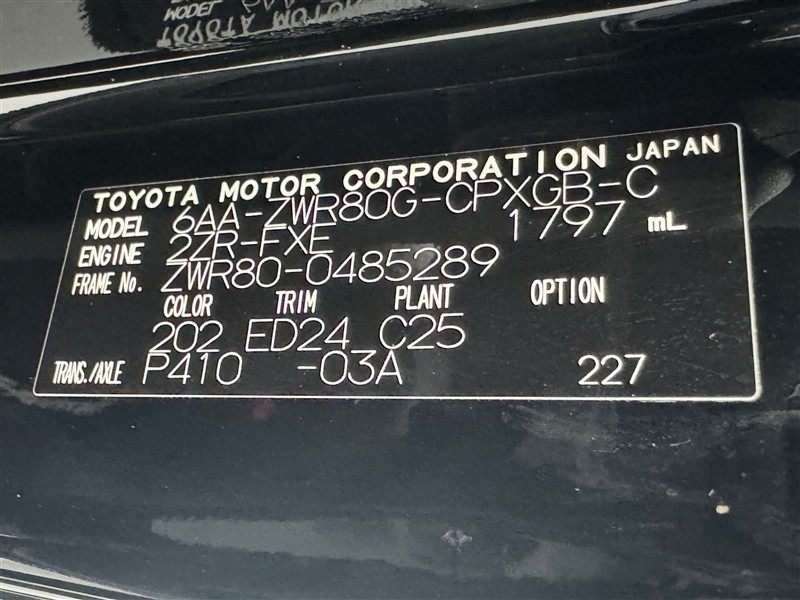 TOYOTA MOTOR CORPORATION JAPAN
MODEL 6AA-ZWR80G-CPXGB-C
ENGINE 2ZR-FXE 1797 mL
FRAME No. ZWR80-0485289
COLOR TRIM PLANT OPTION
202 ED24 C25
TRANS./AXLE P410 -03A 227